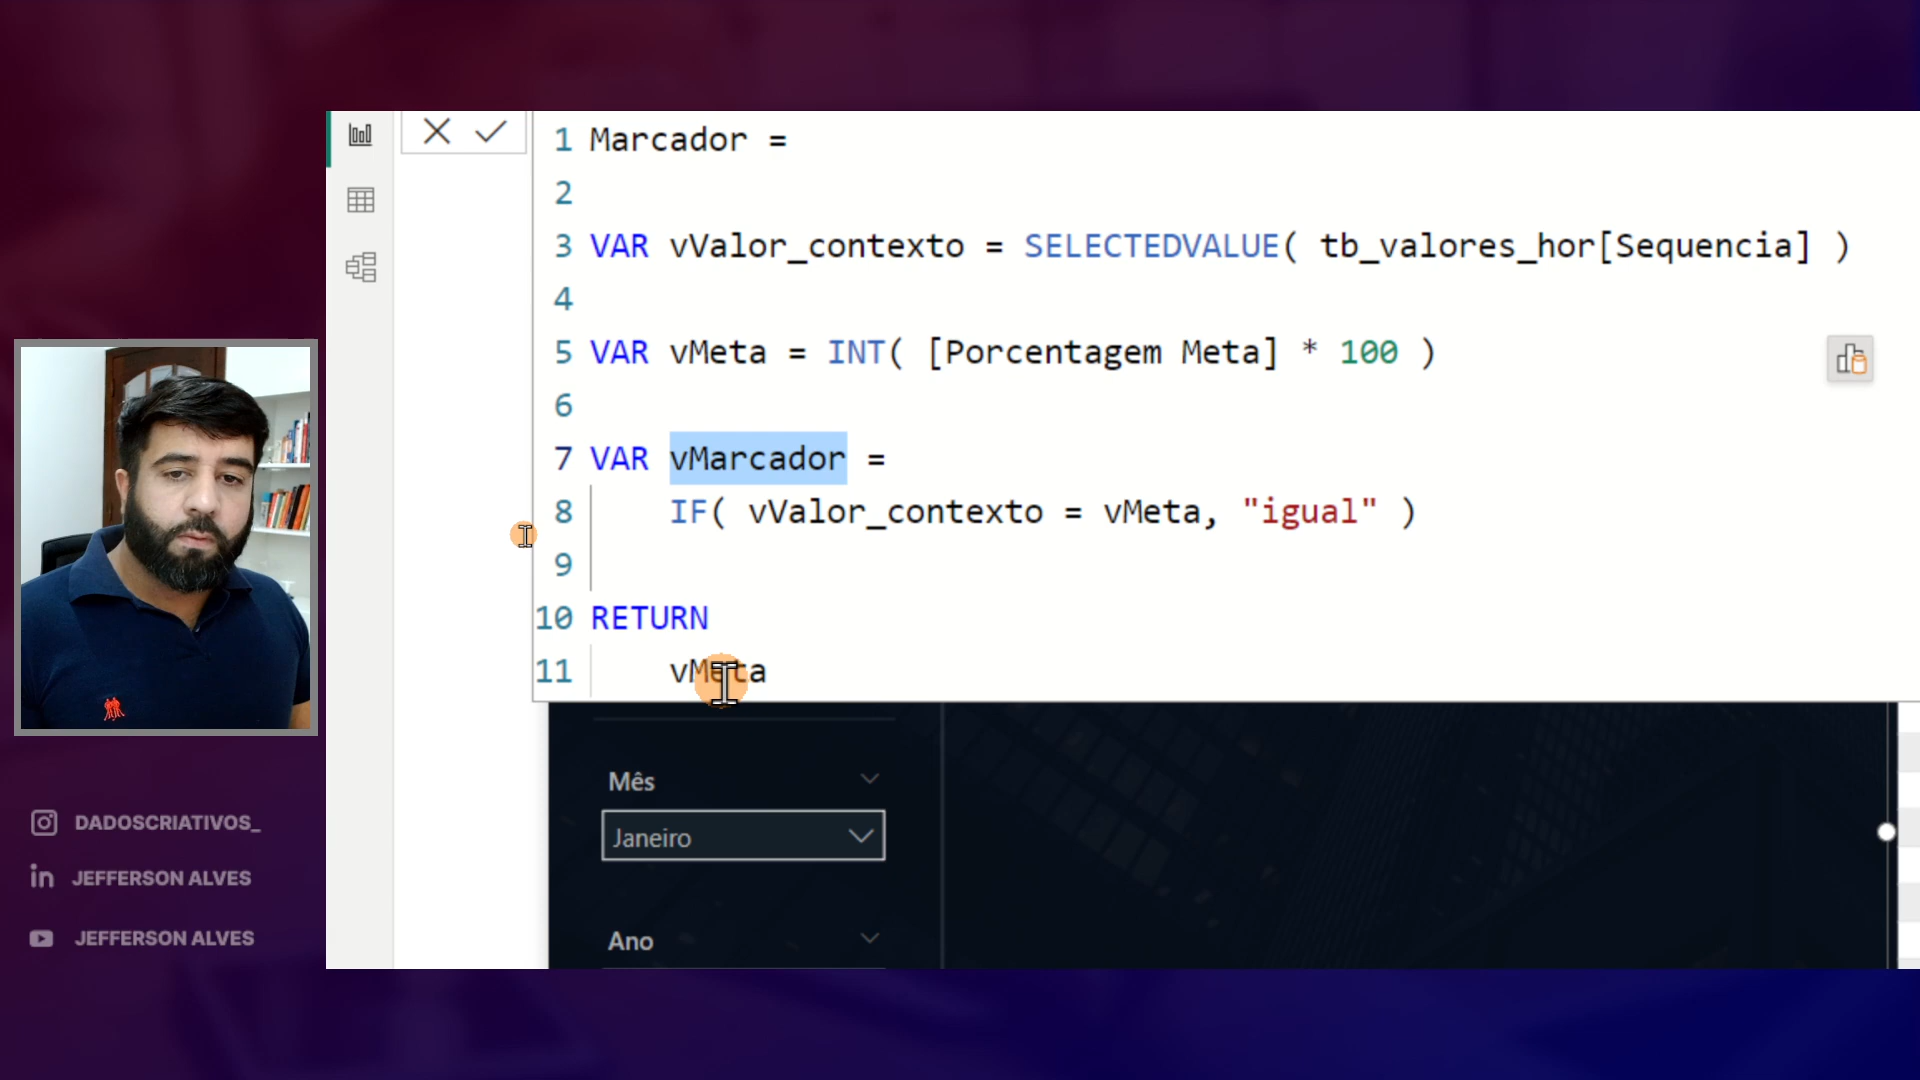 1 Marcador =
2
3 VAR vValor_contexto = SELECTEDVALUE( tb_valores_hor[Sequencia] )
4
5 VAR vMeta = INT( [Porcentagem Meta] * 100 )
6
7 VAR vMarcador =
8 IF( vValor_contexto = vMeta, "igual" )
9
10 RETURN
11 vMeta
Mês
Janeiro
Ano
DADOSCRIATIVOS_
in JEFFERSON ALVES
JEFFERSON ALVES